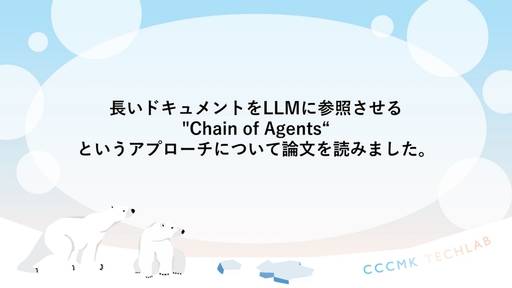 長いドキュメントをLLMに参照させる
"Chain of Agents“
というアプローチについて論文を読みました。
CCCMK TECHLAB